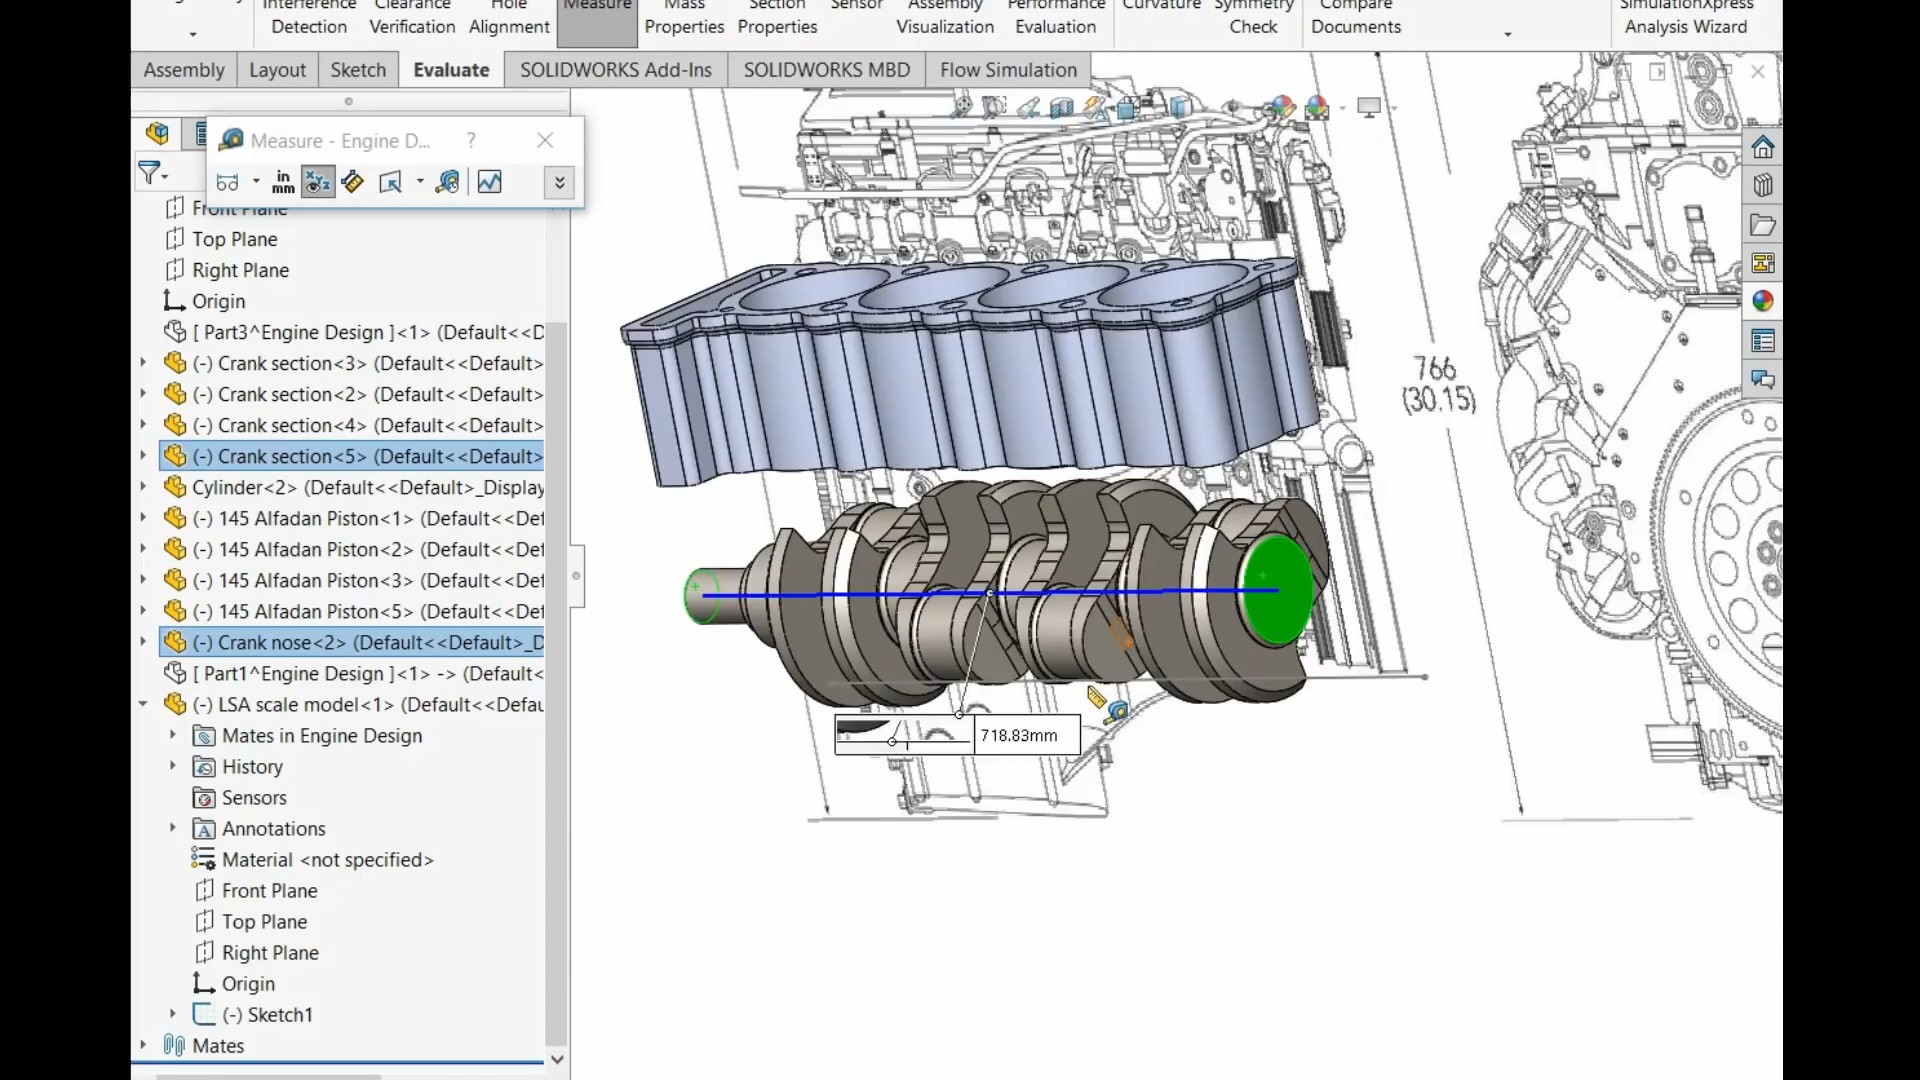 Interference Detection
Clearance Verification
Hole Alignment
Measure
Mass Properties
Section Properties
Sensor
Assembly Visualization
Performance Evaluation
Curvature
Symmetry Check
Compare Documents
SimulationXpress Analysis Wizard
Assembly
Layout
Sketch
Evaluate
SOLIDWORKS Add-Ins
SOLIDWORKS MBD
Flow Simulation
Measure - Engine D...
?
in
mm
Front Plane
Top Plane
Right Plane
Origin
[ Part3^Engine Design ]<1> (Default<<D
(-) Crank section<3> (Default<<Default>
(-) Crank section<2> (Default<<Default>
(-) Crank section<4> (Default<<Default>
(-) Crank section<5> (Default<<Default>
Cylinder<2> (Default<<Default>_Display
(-) 145 Alfadan Piston<1> (Default<<Def
(-) 145 Alfadan Piston<2> (Default<<Def
(-) 145 Alfadan Piston<3> (Default<<Def
(-) 145 Alfadan Piston<5> (Default<<Def
(-) Crank nose<2> (Default<<Default>_D
[ Part1^Engine Design ]<1> -> (Default<
(-) LSA scale model<1> (Default<<Defau
Mates in Engine Design
History
Sensors
Annotations
Material <not specified>
Front Plane
Top Plane
Right Plane
Origin
(-) Sketch1
Mates
766
(30.15)
718.83mm